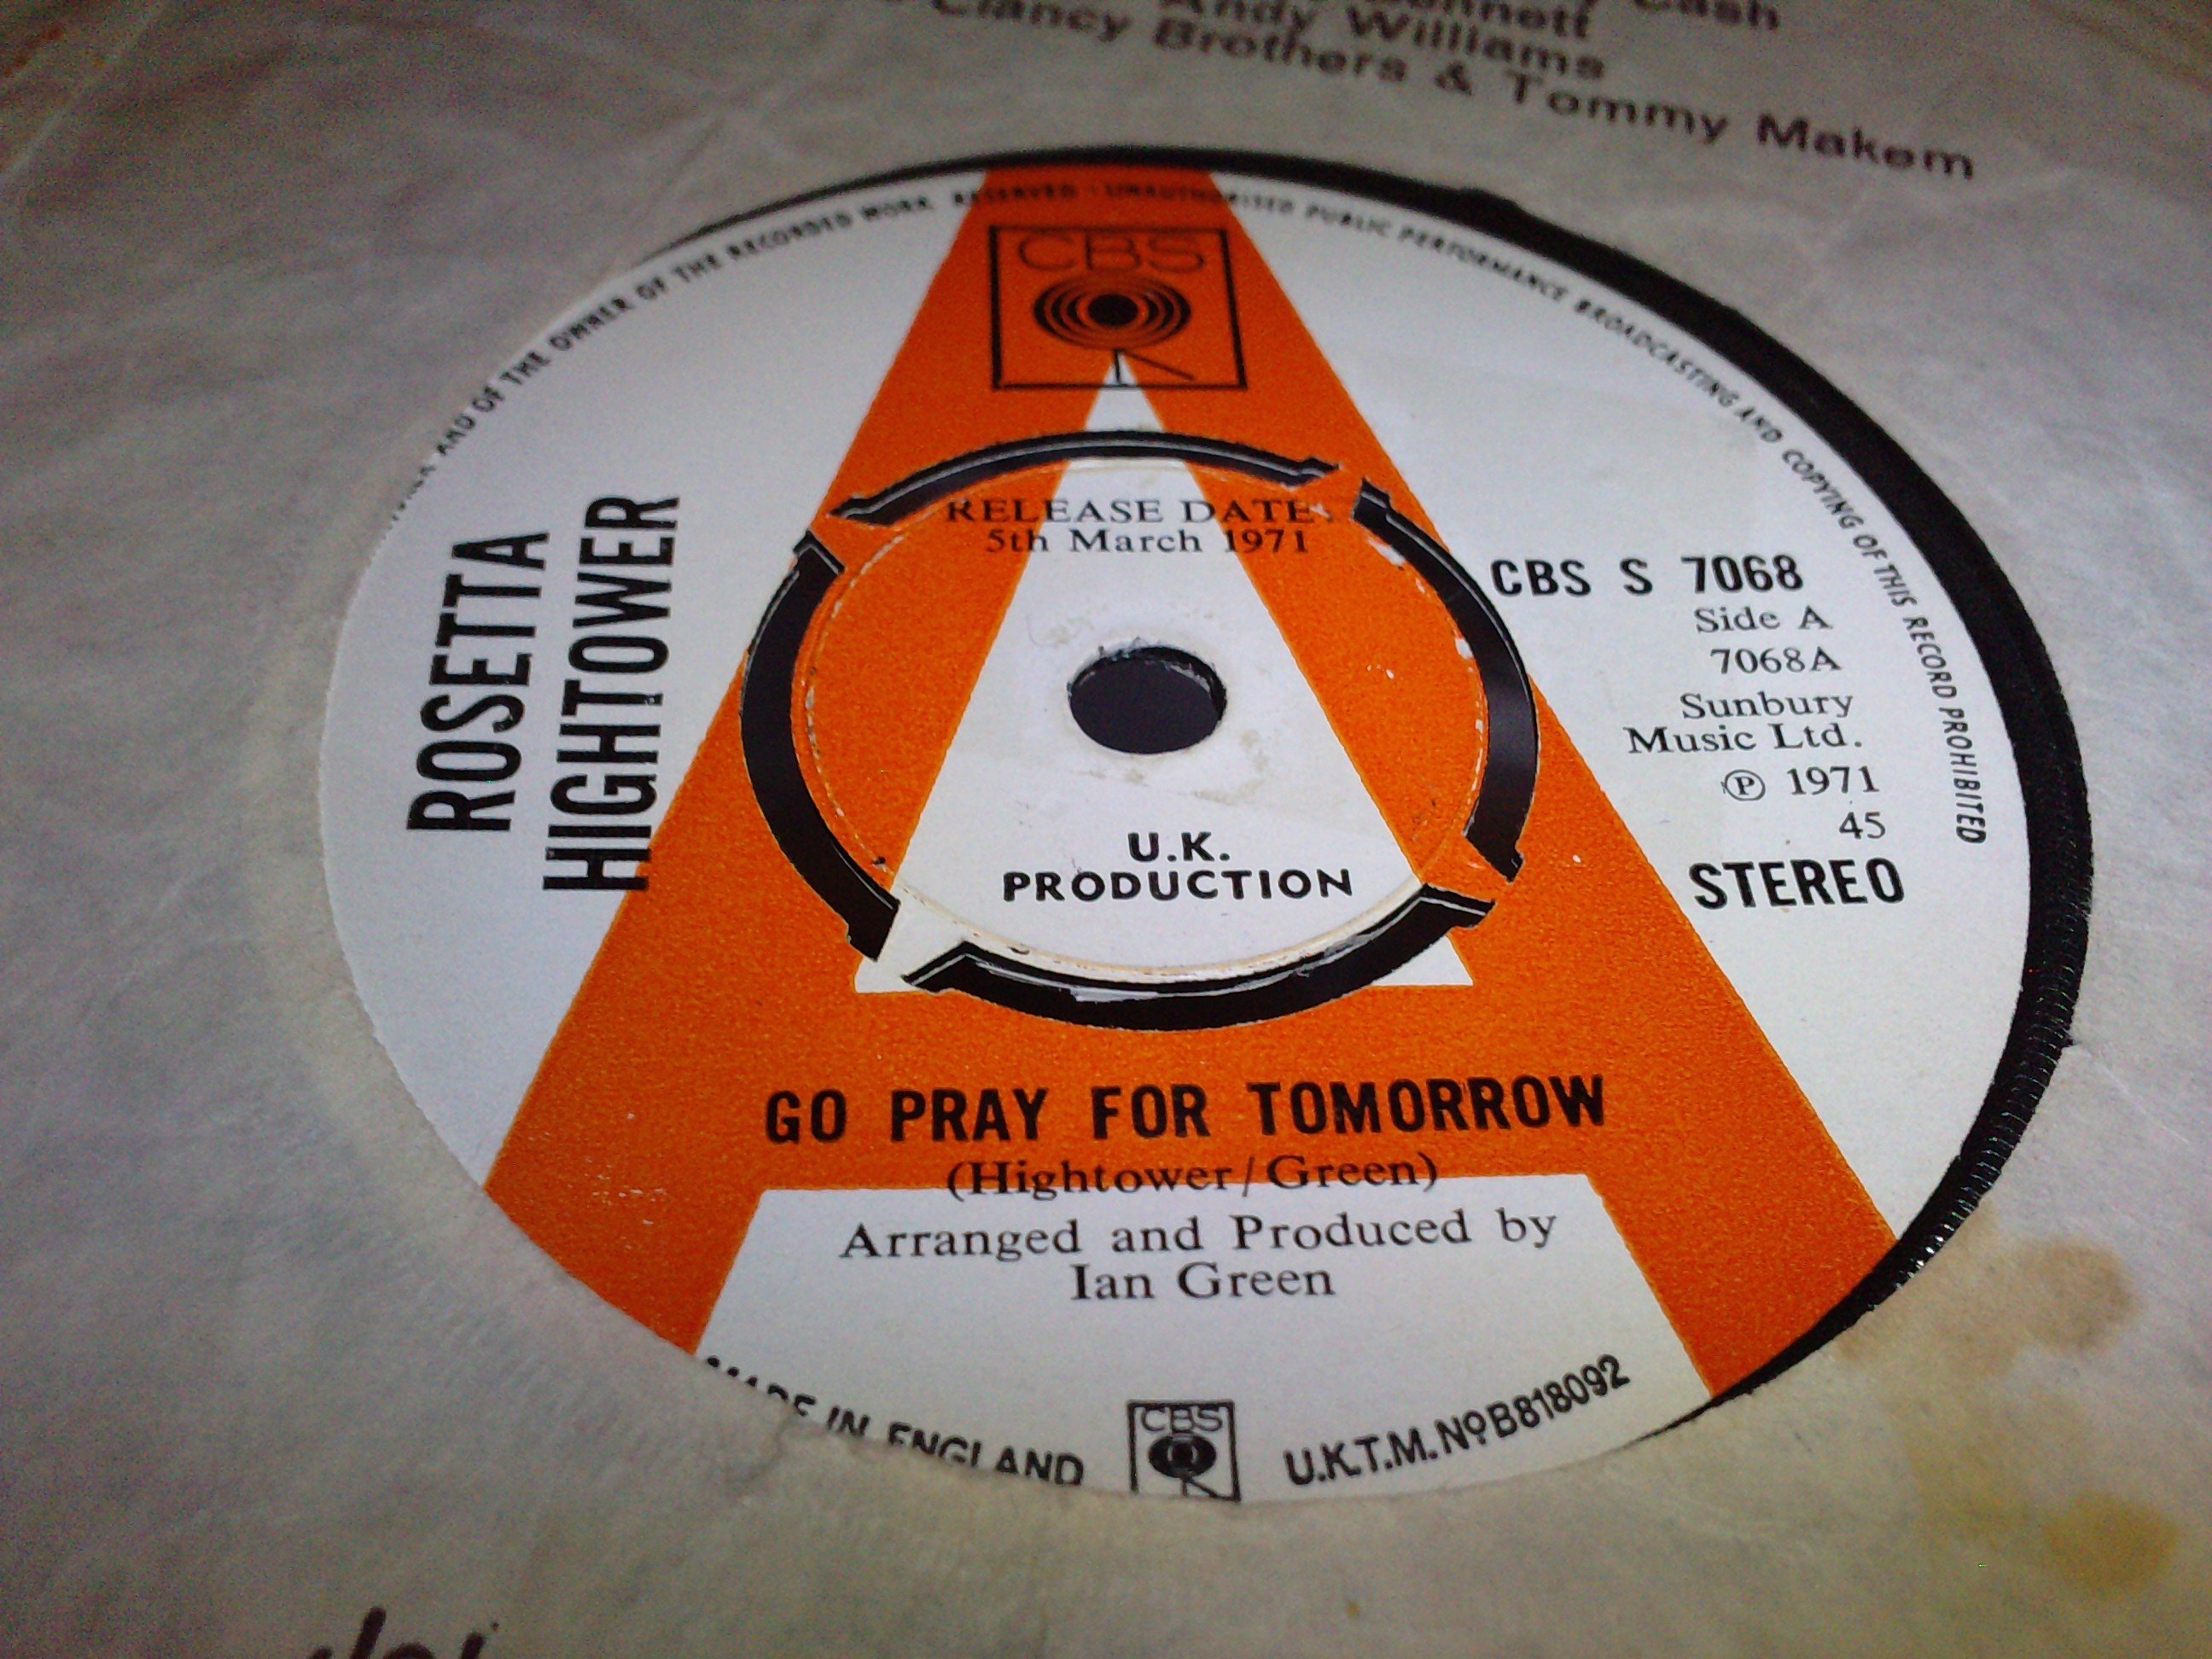 Cash
Andy Williams
Clancy Brothers & Tommy Makem
AND OF THE OWNER OF THE RECORDED WORK RESERVED · UNAUTHORISED PUBLIC PERFORMANCE BROADCASTING AND COPYING OF THIS RECORD PROHIBITED
CBS
RELEASE DATE:
5th March 1971
ROSETTA
HIGHTOWER
CBS S 7068
Side A
7068A
Sunbury
Music Ltd.
℗ 1971
45
STEREO
U.K.
PRODUCTION
GO PRAY FOR TOMORROW
(Hightower/Green)
Arranged and Produced by
Ian Green
MADE IN ENGLAND
CBS
U.K.T.M. Nº B818092